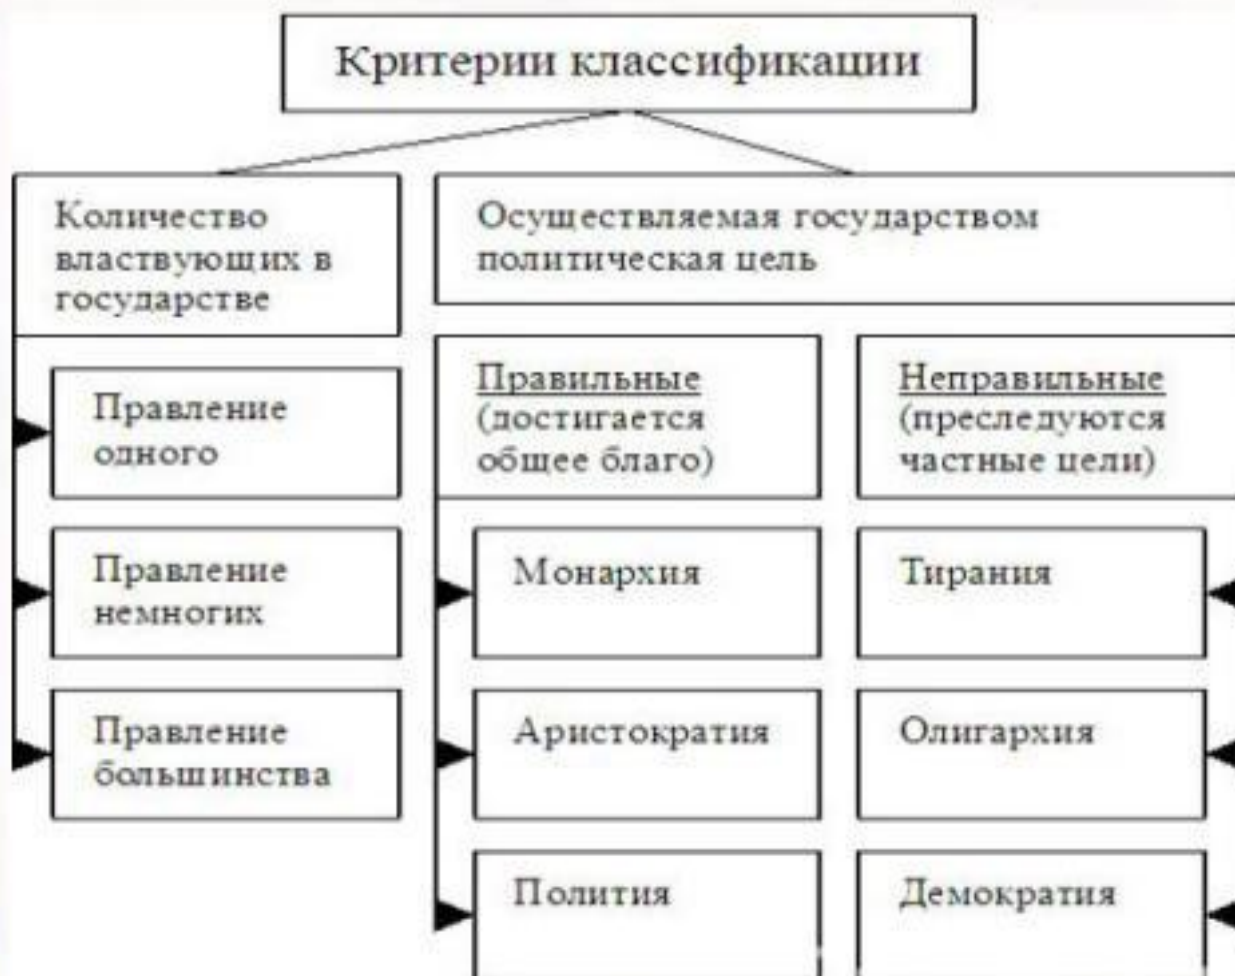 Критерии классификации
Количество
властвующих в
государстве
Осуществляемая государством
политическая цель
Правление
одного
Правление
немногих
Правление
большинства
Правильные
(достигается
общее благо)
Монархия
Аристократия
Полития
Неправильные
(преследуются
частные цели)
Тирания
Олигархия
Демократия